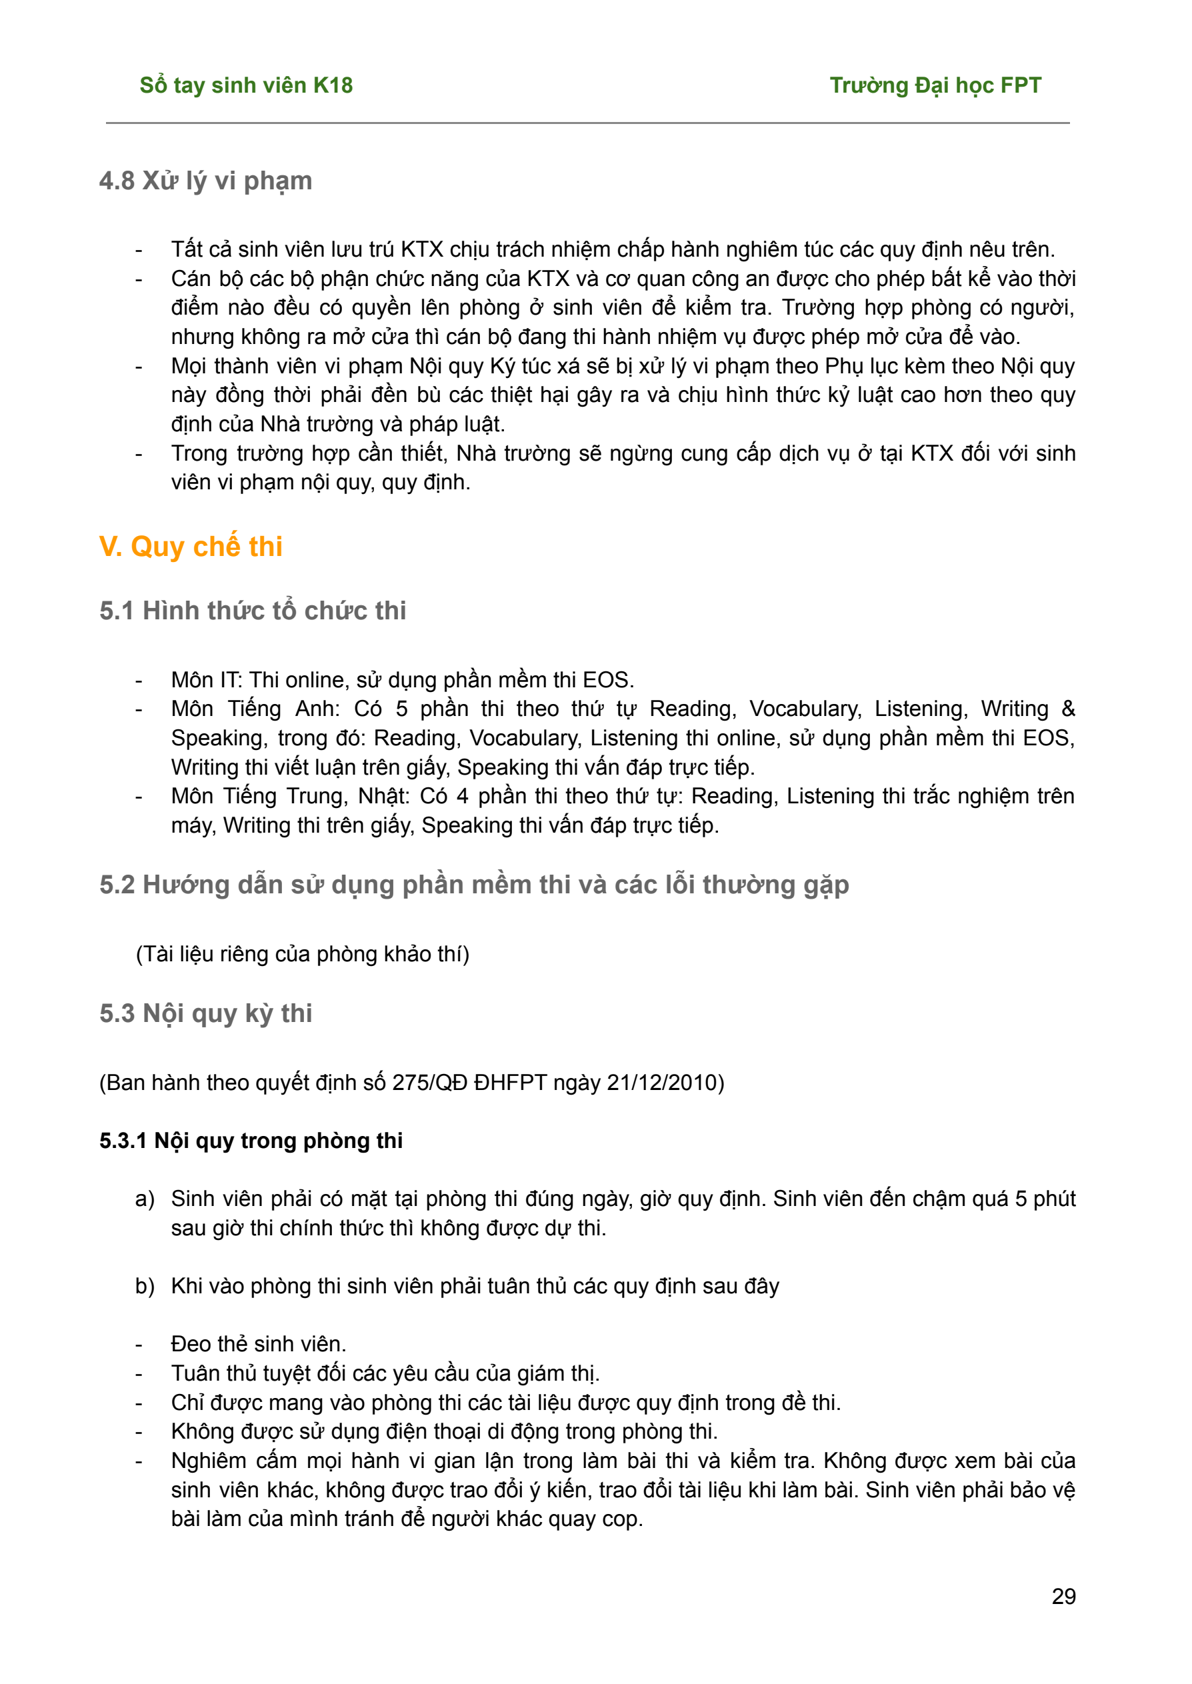 Sổ tay sinh viên K18 Trường Đại học FPT
4.8 Xử lý vi phạm
- Tất cả sinh viên lưu trú KTX chịu trách nhiệm chấp hành nghiêm túc các quy định nêu trên.
- Cán bộ các bộ phận chức năng của KTX và cơ quan công an được cho phép bất kể vào thời
điểm nào đều có quyền lên phòng ở sinh viên để kiểm tra. Trường hợp phòng có người,
nhưng không ra mở cửa thì cán bộ đang thi hành nhiệm vụ được phép mở cửa để vào.
- Mọi thành viên vi phạm Nội quy Ký túc xá sẽ bị xử lý vi phạm theo Phụ lục kèm theo Nội quy
này đồng thời phải đền bù các thiệt hại gây ra và chịu hình thức kỷ luật cao hơn theo quy
định của Nhà trường và pháp luật.
- Trong trường hợp cần thiết, Nhà trường sẽ ngừng cung cấp dịch vụ ở tại KTX đối với sinh
viên vi phạm nội quy, quy định.
V. Quy chế thi
5.1 Hình thức tổ chức thi
- Môn IT: Thi online, sử dụng phần mềm thi EOS.
- Môn Tiếng Anh: Có 5 phần thi theo thứ tự Reading, Vocabulary, Listening, Writing &
Speaking, trong đó: Reading, Vocabulary, Listening thi online, sử dụng phần mềm thi EOS,
Writing thi viết luận trên giấy, Speaking thi vấn đáp trực tiếp.
- Môn Tiếng Trung, Nhật: Có 4 phần thi theo thứ tự: Reading, Listening thi trắc nghiệm trên
máy, Writing thi trên giấy, Speaking thi vấn đáp trực tiếp.
5.2 Hướng dẫn sử dụng phần mềm thi và các lỗi thường gặp
(Tài liệu riêng của phòng khảo thí)
5.3 Nội quy kỳ thi
(Ban hành theo quyết định số 275/QĐ ĐHFPT ngày 21/12/2010)
5.3.1 Nội quy trong phòng thi
a) Sinh viên phải có mặt tại phòng thi đúng ngày, giờ quy định. Sinh viên đến chậm quá 5 phút
sau giờ thi chính thức thì không được dự thi.
b) Khi vào phòng thi sinh viên phải tuân thủ các quy định sau đây
- Đeo thẻ sinh viên.
- Tuân thủ tuyệt đối các yêu cầu của giám thị.
- Chỉ được mang vào phòng thi các tài liệu được quy định trong đề thi.
- Không được sử dụng điện thoại di động trong phòng thi.
- Nghiêm cấm mọi hành vi gian lận trong làm bài thi và kiểm tra. Không được xem bài của
sinh viên khác, không được trao đổi ý kiến, trao đổi tài liệu khi làm bài. Sinh viên phải bảo vệ
bài làm của mình tránh để người khác quay cop.
29